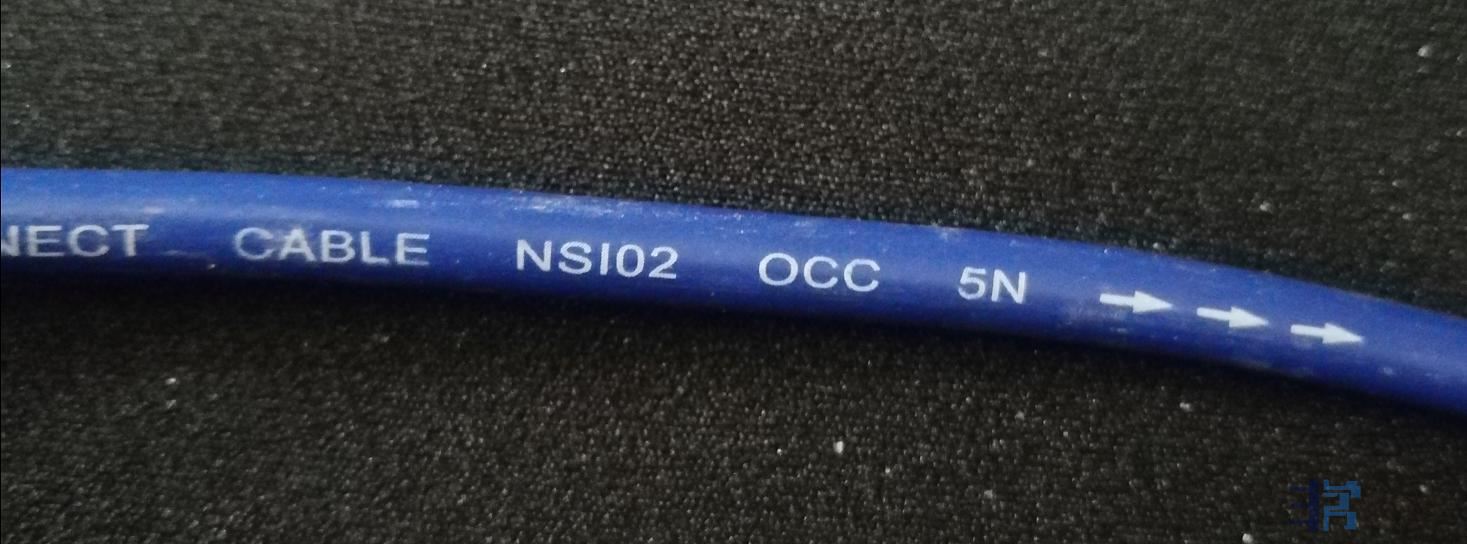 NECT CABLE NSI02 OCC 5N